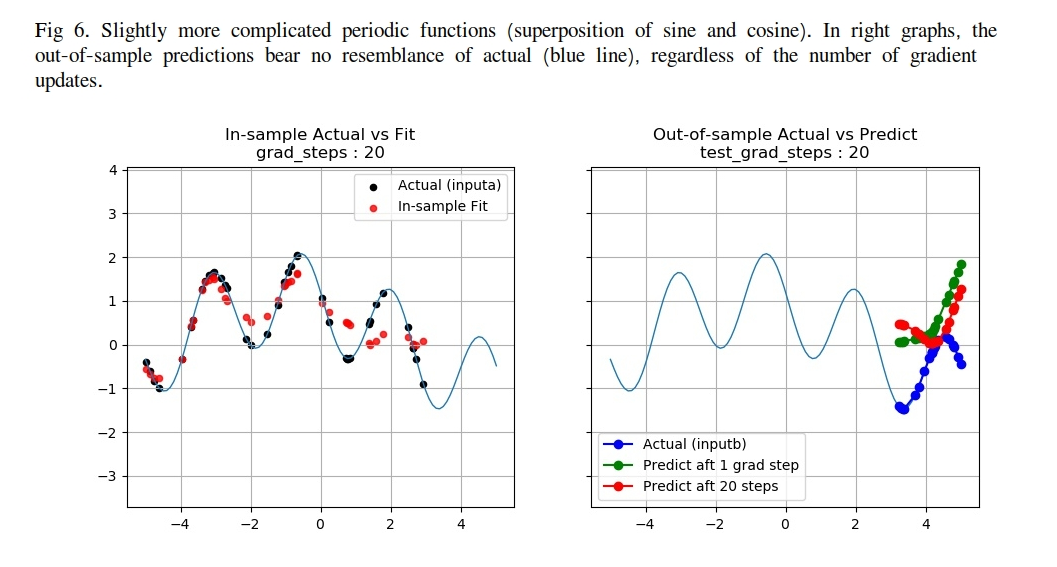 Fig 6. Slightly more complicated periodic functions (superposition of sine and cosine). In right graphs, the
out-of-sample predictions bear no resemblance of actual (blue line), regardless of the number of gradient
updates.
In-sample Actual vs Fit
grad_steps : 20
4
3
2
1
0
−1
−2
−3
−4
−2
0
2
4
Actual (inputa)
In-sample Fit
Out-of-sample Actual vs Predict
test_grad_steps : 20
Actual (inputb)
Predict aft 1 grad step
Predict aft 20 steps
−4
−2
0
2
4